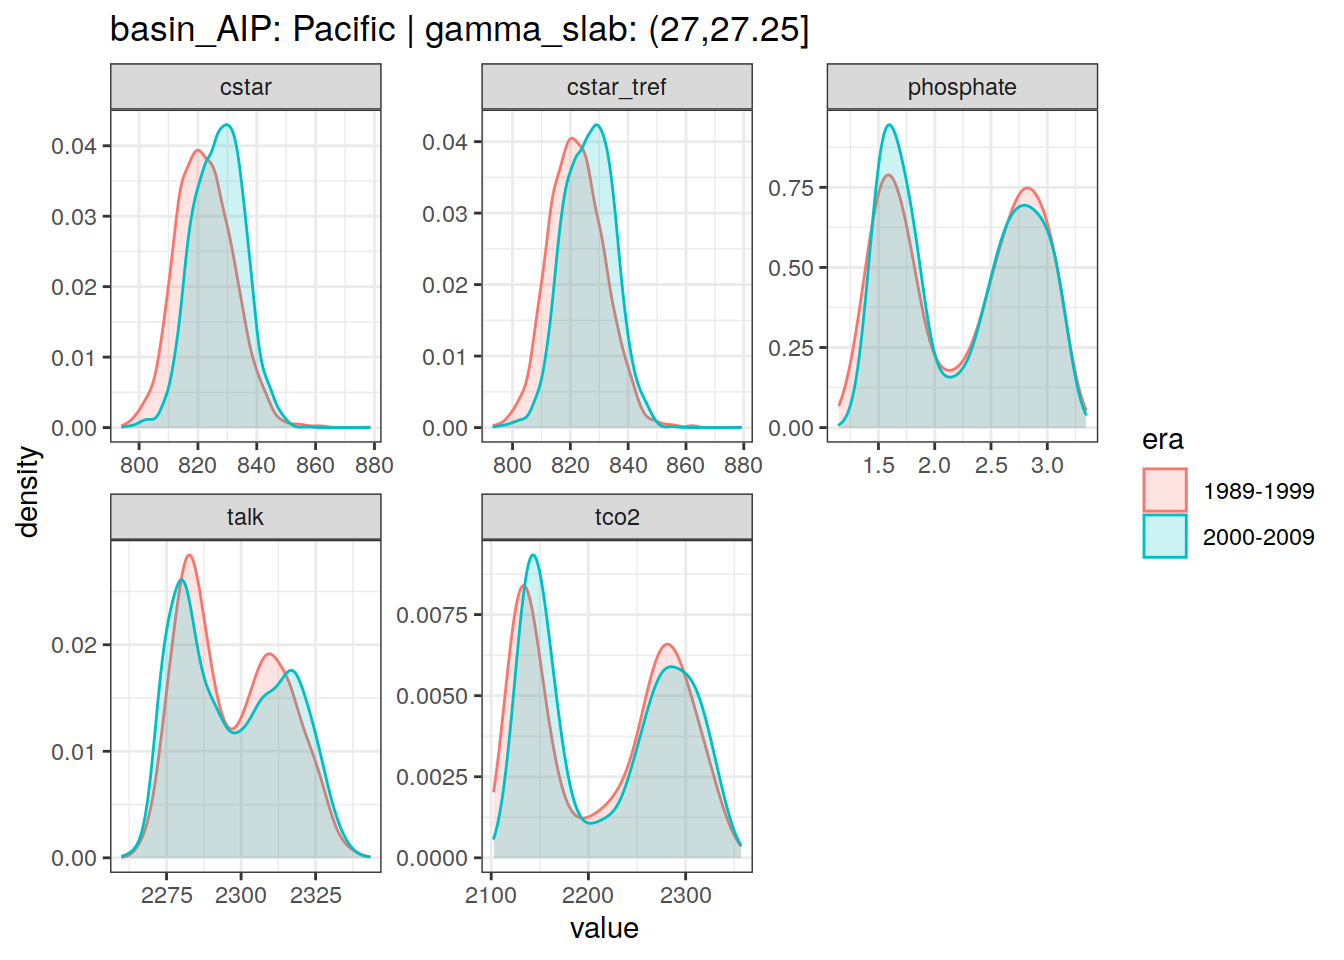 basin_AIP: Pacific | gamma_slab: (27,27.25]
cstar
cstar_tref
phosphate
0.04
0.03
0.02
0.01
0.00
800 820 840 860 880
0.04
0.03
0.02
0.01
0.00
800 820 840 860 880
0.75
0.50
0.25
0.00
1.5 2.0 2.5 3.0
density
talk
tco2
0.02
0.01
0.00
2275 2300 2325
0.0075
0.0050
0.0025
0.0000
2100 2200 2300
value
era
1989-1999
2000-2009